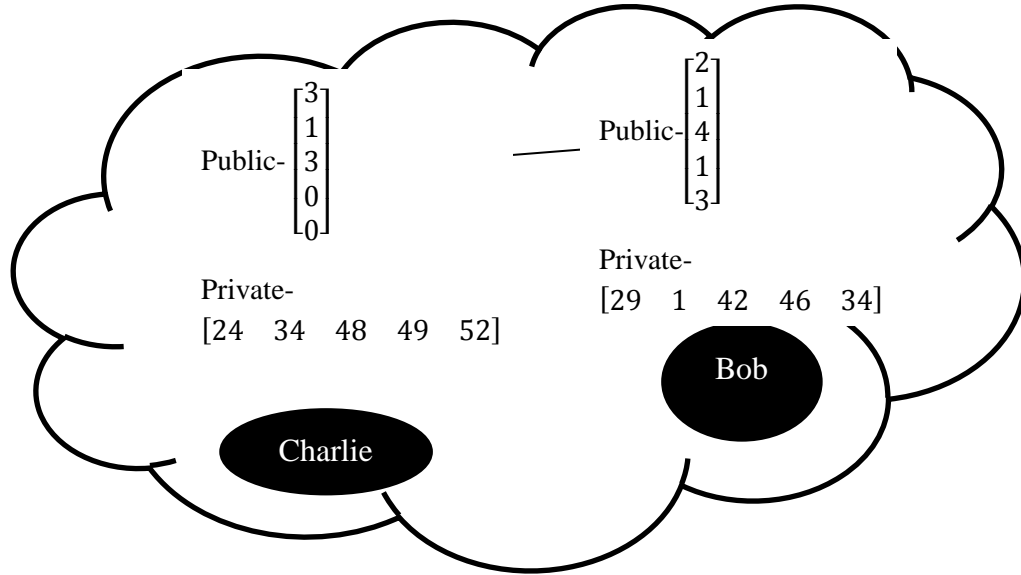 Public- [3 1 3 0 0]
Private-
[24 34 48 49 52]
Charlie
Public- [2 1 4 1 3]
Private-
[29 1 42 46 34]
Bob